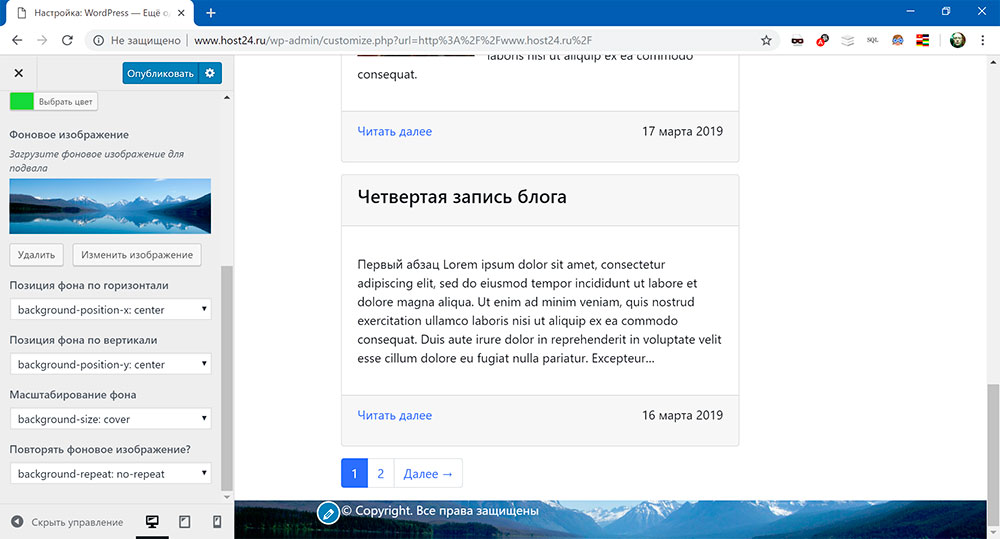 Настройка: WordPress — Ещё о
Не защищено | www.host24.ru/wp-admin/customize.php?url=http%3A%2F%2Fwww.host24.ru%2F
SQL
Опубликовать
Выбрать цвет
Фоновое изображение
Загрузите фоновое изображение для
подвала
Удалить
Изменить изображение
Позиция фона по горизонтали
background-position-x: center
Позиция фона по вертикали
background-position-y: center
Масштабирование фона
background-size: cover
Повторять фоновое изображение?
background-repeat: no-repeat
Скрыть управление
laboris nisi ut aliquip ex ea commodo
consequat.
Читать далее
17 марта 2019
Четвертая запись блога
Первый абзац Lorem ipsum dolor sit amet, consectetur
adipiscing elit, sed do eiusmod tempor incididunt ut labore et
dolore magna aliqua. Ut enim ad minim veniam, quis nostrud
exercitation ullamco laboris nisi ut aliquip ex ea commodo
consequat. Duis aute irure dolor in reprehenderit in voluptate velit
esse cillum dolore eu fugiat nulla pariatur. Excepteur...
Читать далее
16 марта 2019
1 2 Далее →
© Copyright. Все права защищены